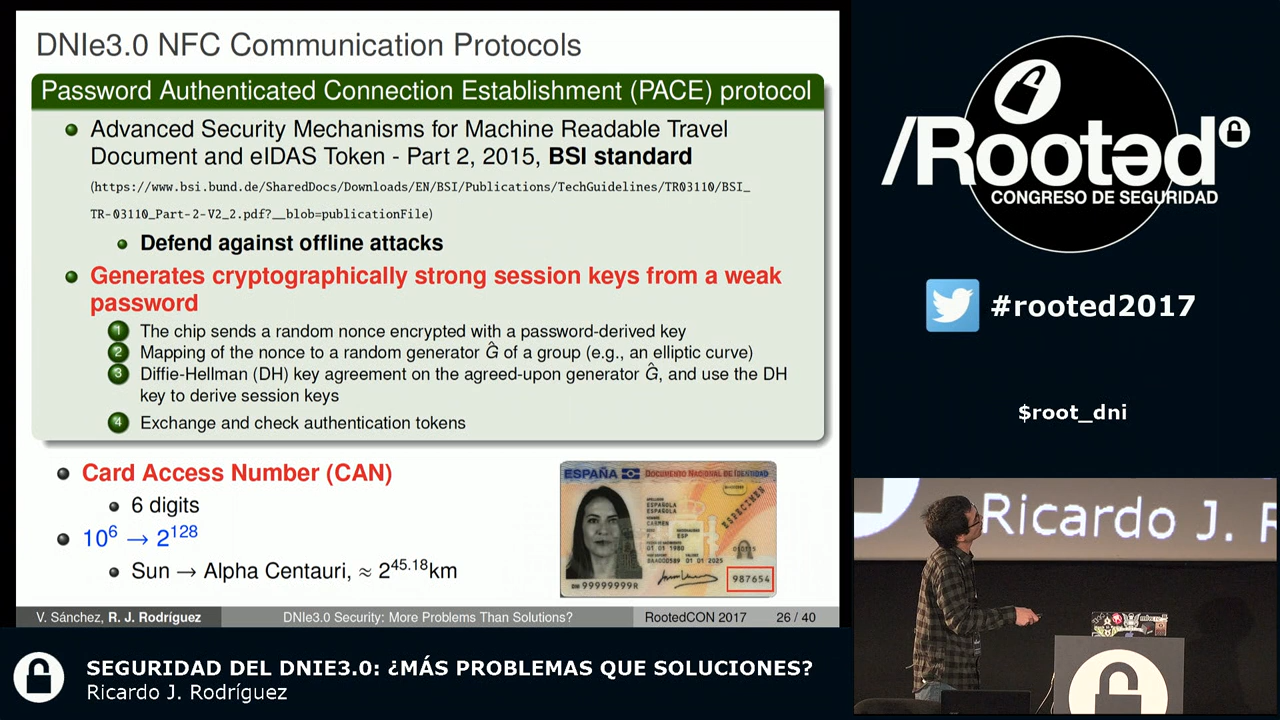 DNIe3.0 NFC Communication Protocols
Password Authenticated Connection Establishment (PACE) protocol
Advanced Security Mechanisms for Machine Readable Travel
Document and eIDAS Token - Part 2, 2015, BSI standard
(https://www.bsi.bund.de/SharedDocs/Downloads/EN/BSI/Publications/TechGuidelines/TR03110/BSI_
TR-03110_Part-2-V2_2.pdf?__blob=publicationFile)
Defend against offline attacks
Generates cryptographically strong session keys from a weak
password
1 The chip sends a random nonce encrypted with a password-derived key
2 Mapping of the nonce to a random generator Ĝ of a group (e.g., an elliptic curve)
3 Diffie-Hellman (DH) key agreement on the agreed-upon generator Ĝ, and use the DH
key to derive session keys
4 Exchange and check authentication tokens
Card Access Number (CAN)
6 digits
10⁶ → 2¹²⁸
Sun → Alpha Centauri, ≈ 2⁴⁵·¹⁸km
ESPAÑA DOCUMENTO NACIONAL DE IDENTIDAD
ESPAÑOLA
ESPAÑOLA
CARMEN
F ESP
01 01 1980
01 01 2025
ESPECIMEN
987654
99999999R
V. Sánchez, R. J. Rodríguez
DNIe3.0 Security: More Problems Than Solutions?
RootedCON 2017
26 / 40
/Rootəd
CONGRESO DE SEGURIDAD
#rooted2017
$root_dni
Ricardo J. R
SEGURIDAD DEL DNIE3.0: ¿MÁS PROBLEMAS QUE SOLUCIONES?
Ricardo J. Rodríguez